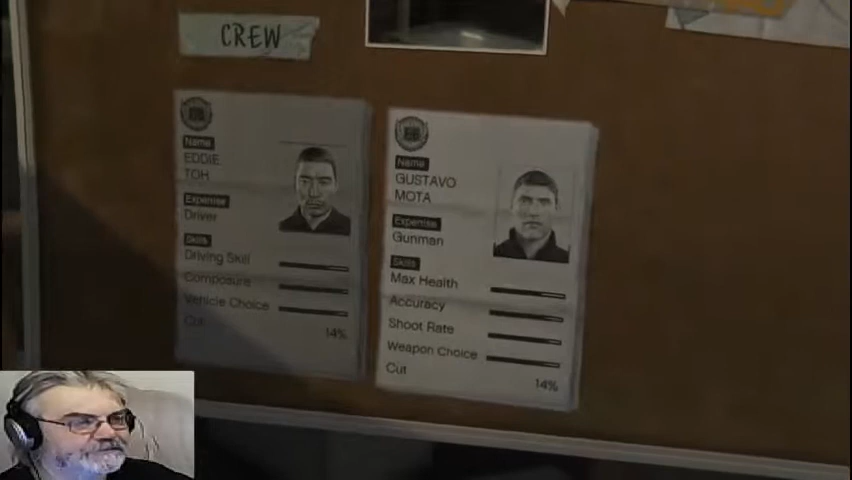 CREW
Name
EDDIE
TOH
Expertise
Driver
Skills
Driving Skill
Composure
Vehicle Choice
Cut
14%
Name
GUSTAVO
MOTA
Expertise
Gunman
Skills
Max Health
Accuracy
Shoot Rate
Weapon Choice
Cut
14%